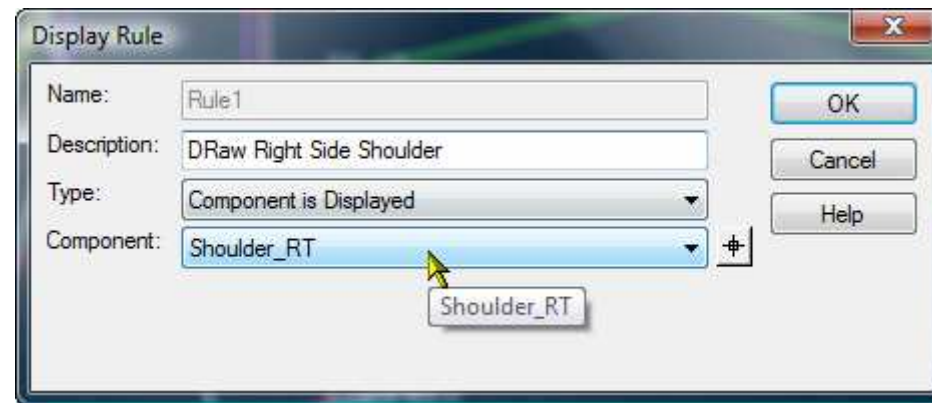 Display Rule
Name: Rule1
OK
Description: DRaw Right Side Shoulder
Cancel
Type: Component is Displayed
Help
Component: Shoulder_RT
Shoulder_RT